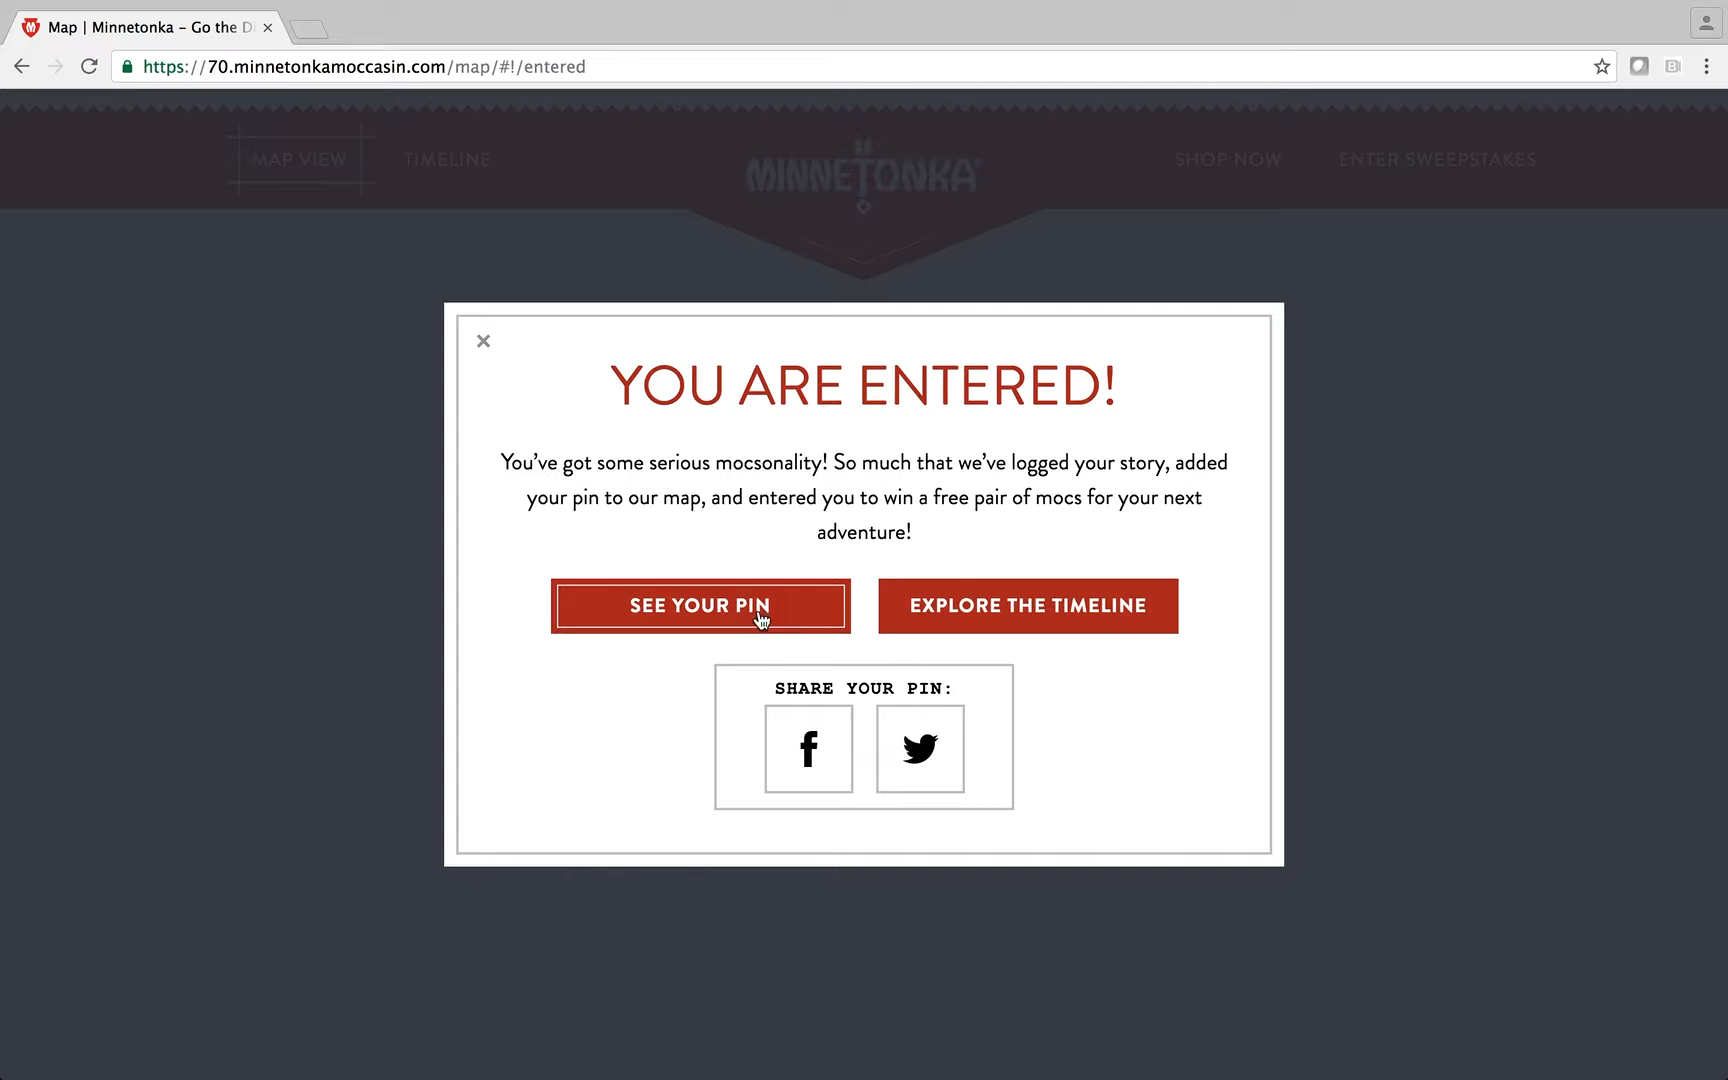 Map | Minnetonka – Go the D
https://70.minnetonkamoccasin.com/map/#!/entered
MAP VIEW
TIMELINE
MINNETONKA
SHOP NOW
ENTER SWEEPSTAKES
YOU ARE ENTERED!
You’ve got some serious mocsonality! So much that we’ve logged your story, added
your pin to our map, and entered you to win a free pair of mocs for your next
adventure!
SEE YOUR PIN
EXPLORE THE TIMELINE
SHARE YOUR PIN: